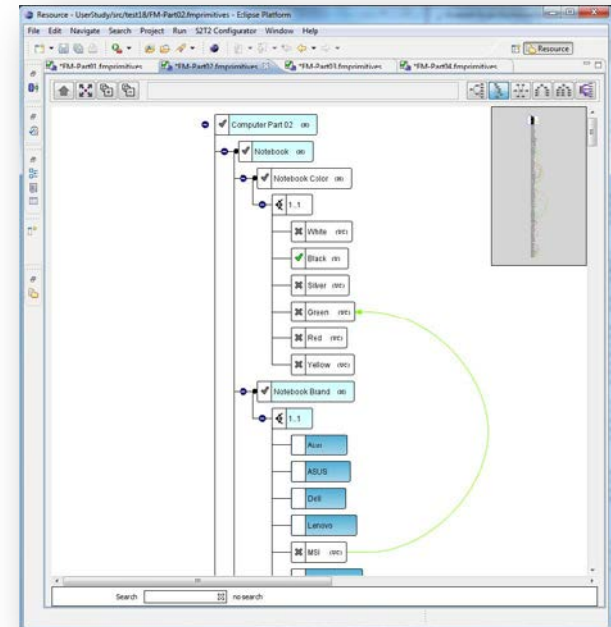 Resource - UserStudy/src/test18/FM-Part02.fmprimitives - Eclipse Platform
File Edit Navigate Search Project Run S2T2 Configurator Window Help
Resource
*FM-Part01.fmprimitives *FM-Part02.fmprimitives *FM-Part03.fmprimitives *FM-Part04.fmprimitives
Computer Part 02
Notebook
Notebook Color
1..1
White
Black
Silver
Green
Red
Yellow
Notebook Brand
1..1
Acer
ASUS
Dell
Lenovo
MSI
Search no search